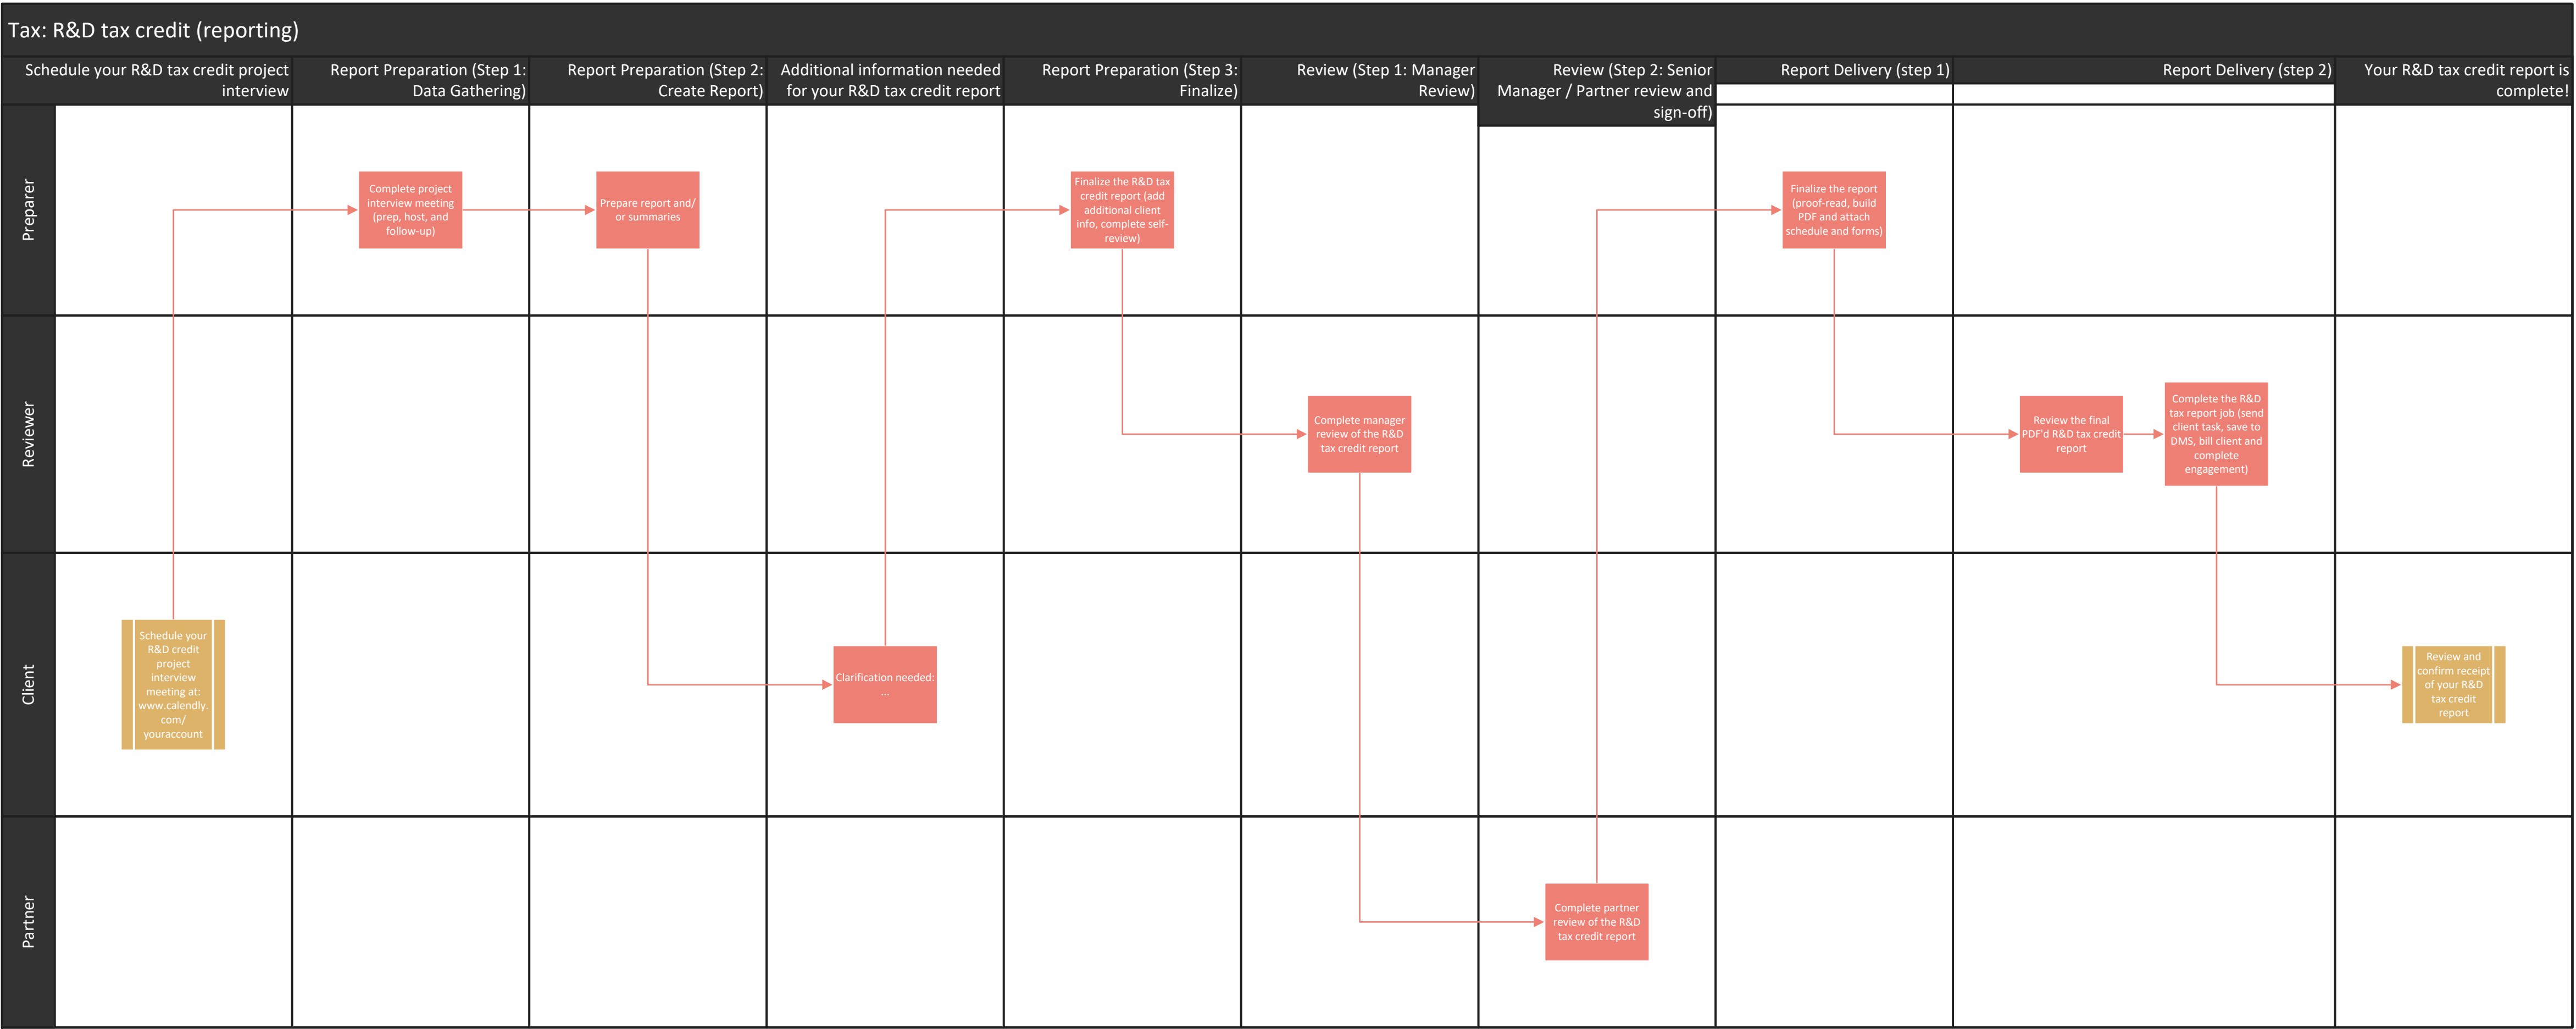 Tax: R&D tax credit (reporting)
Schedule your R&D tax credit project
interview
Report Preparation (Step 1:
Data Gathering)
Report Preparation (Step 2:
Create Report)
Additional information needed
for your R&D tax credit report
Report Preparation (Step 3:
Finalize)
Review (Step 1: Manager
Review)
Review (Step 2: Senior
Manager / Partner review and
sign-off)
Report Delivery (step 1)
Report Delivery (step 2)
Your R&D tax credit report is
complete!
Preparer
Complete project
interview meeting
(prep, host, and
follow-up)
Prepare report and/
or summaries
Finalize the R&D tax
credit report (add
additional client
info, complete self-
review)
Finalize the report
(proof-read, build
PDF and attach
schedule and forms)
Reviewer
Complete manager
review of the R&D
tax credit report
Review the final
PDF'd R&D tax credit
report
Complete the R&D
tax report job (send
client task, save to
DMS, bill client and
complete
engagement)
Client
Schedule your
R&D credit
project
interview
meeting at:
www.calendly.
com/
youraccount
Clarification needed:
...
Review and
confirm receipt
of your R&D
tax credit
report
Partner
Complete partner
review of the R&D
tax credit report